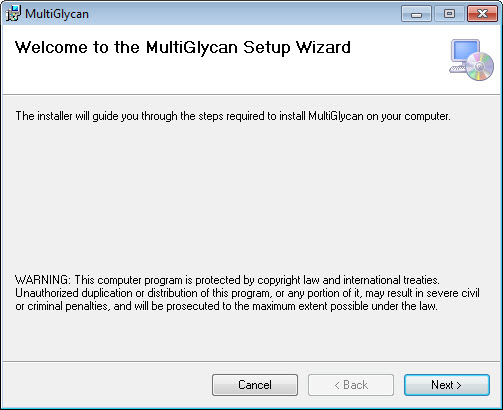 MultiGlycan
Welcome to the MultiGlycan Setup Wizard
The installer will guide you through the steps required to install MultiGlycan on your computer.
WARNING: This computer program is protected by copyright law and international treaties.
Unauthorized duplication or distribution of this program, or any portion of it, may result in severe civil
or criminal penalties, and will be prosecuted to the maximum extent possible under the law.
Cancel
< Back
Next >